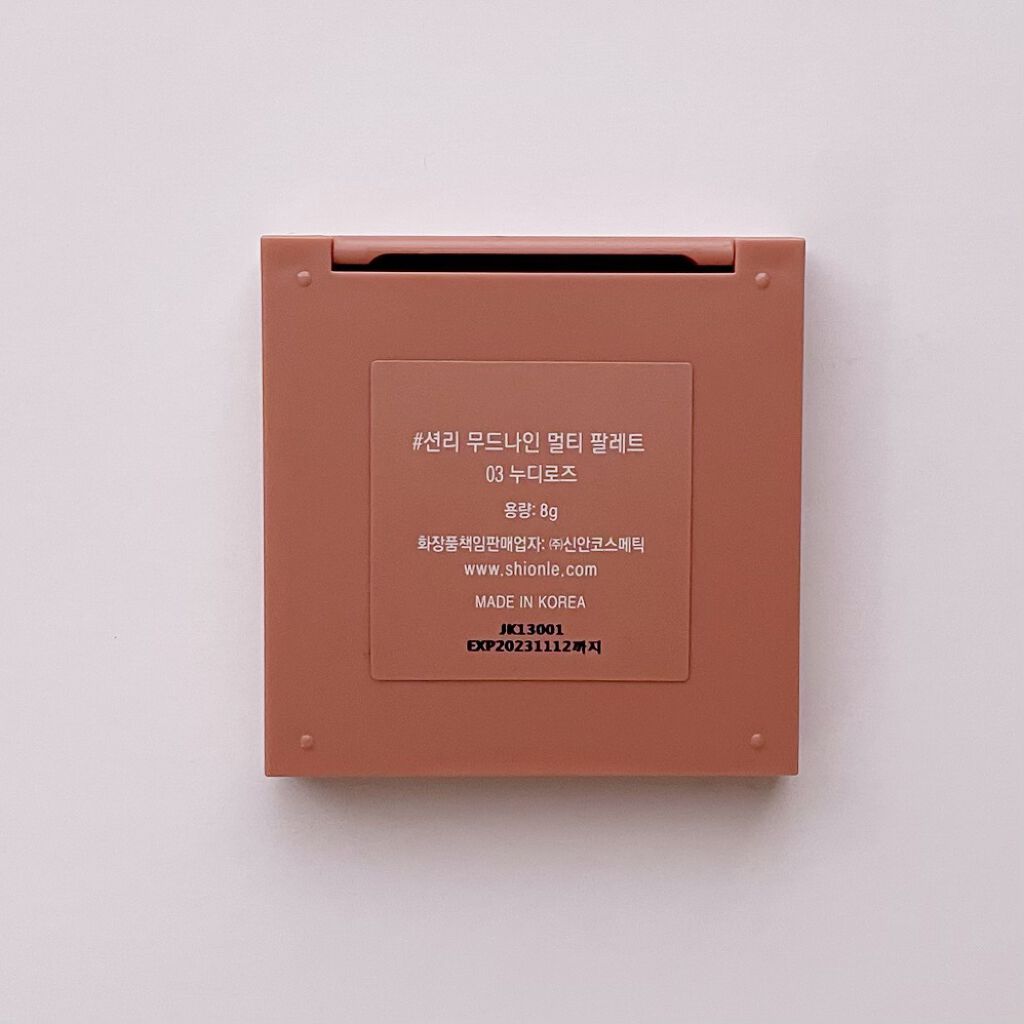 #션리 무드나인 멀티 팔레트
03 누디로즈
용량: 8g
화장품책임판매업자: ㈜신안코스메틱
www.shionle.com
MADE IN KOREA
JK13001
EXP20231112까지